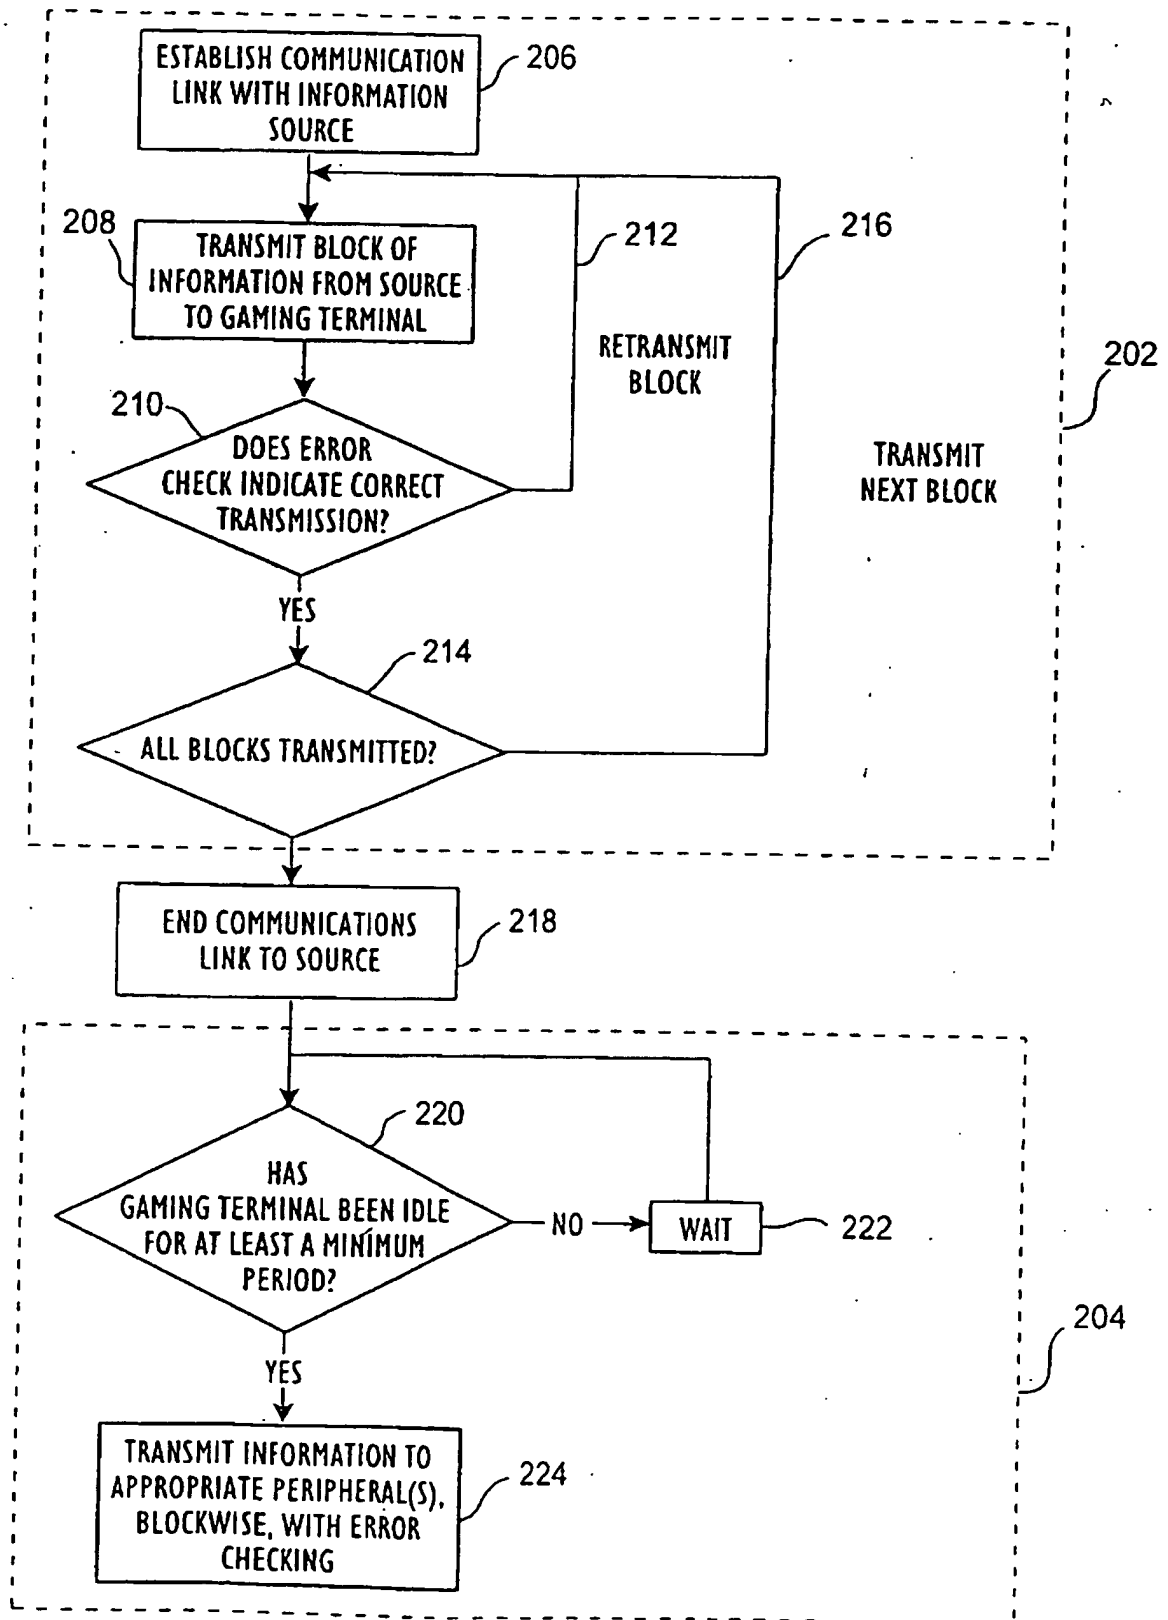 ESTABLISH COMMUNICATION
LINK WITH INFORMATION
SOURCE
206
208
TRANSMIT BLOCK OF
INFORMATION FROM SOURCE
TO GAMING TERMINAL
212
216
RETRANSMIT
BLOCK
202
210
DOES ERROR
CHECK INDICATE CORRECT
TRANSMISSION?
TRANSMIT
NEXT BLOCK
YES
214
ALL BLOCKS TRANSMITTED?
END COMMUNICATIONS
LINK TO SOURCE
218
220
HAS
GAMING TERMINAL BEEN IDLE
FOR AT LEAST A MINIMUM
PERIOD?
NO
WAIT
222
204
YES
TRANSMIT INFORMATION TO
APPROPRIATE PERIPHERAL(S),
BLOCKWISE, WITH ERROR
CHECKING
224